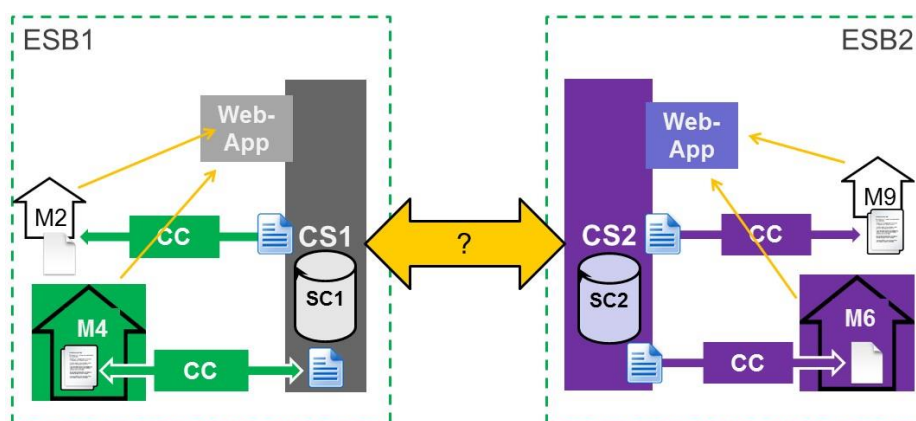 ESB1
ESB2
Web-
App
Web-
App
M2
M9
CC
CS1
?
CS2
CC
SC1
SC2
M4
M6
CC
CC